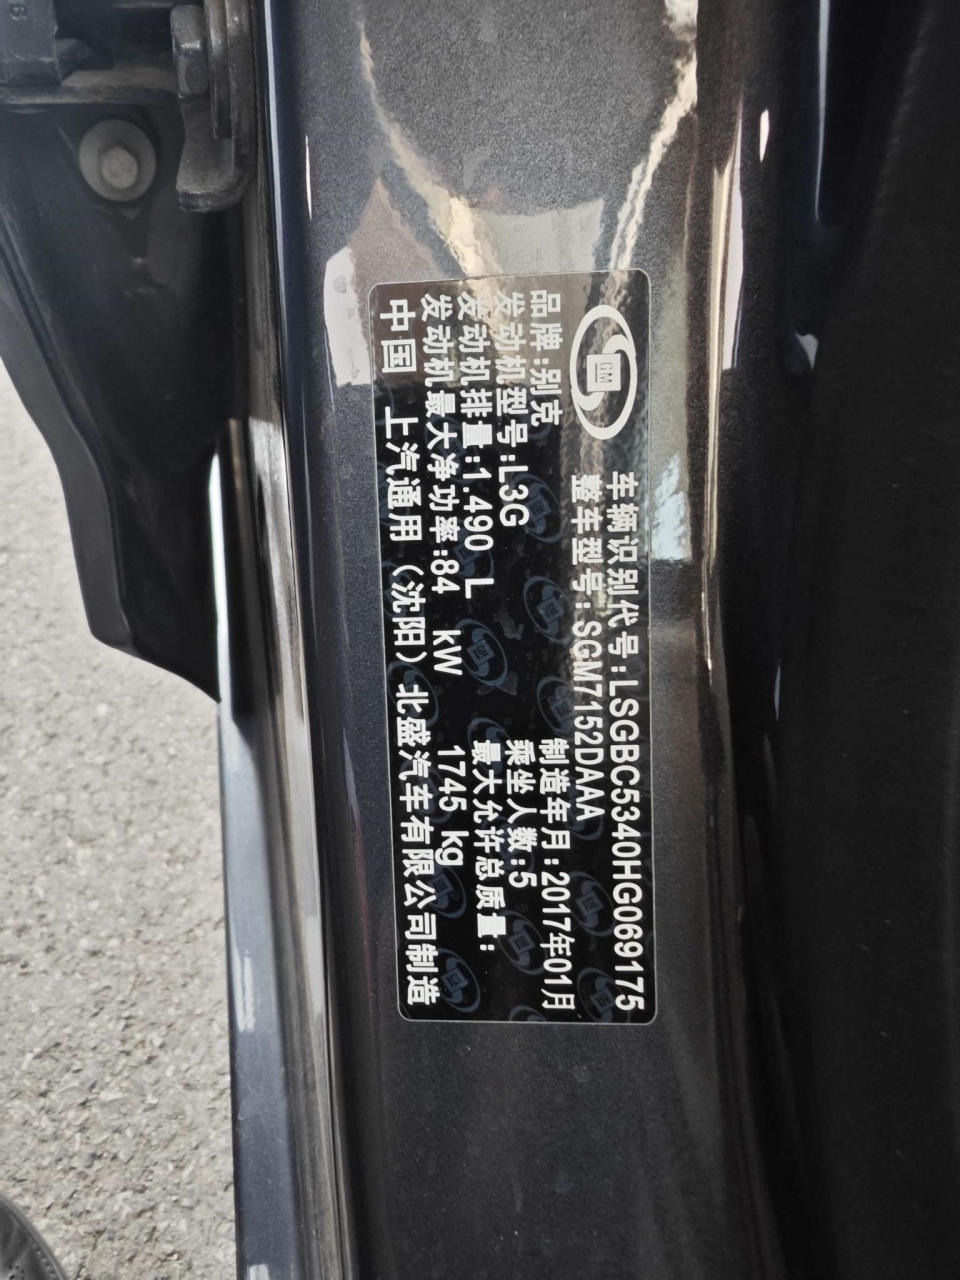 GM
车辆识别代号:LSGBC5340HG069175
整车型号:SGM7152DAAA
品牌:别克
制造年月:2017年01月
发动机型号:L3G
乘坐人数:5
发动机排量:1.490 L
最大允许总质量:
发动机最大净功率:84 kW
1745 kg
中国 上汽通用（沈阳）北盛汽车有限公司制造